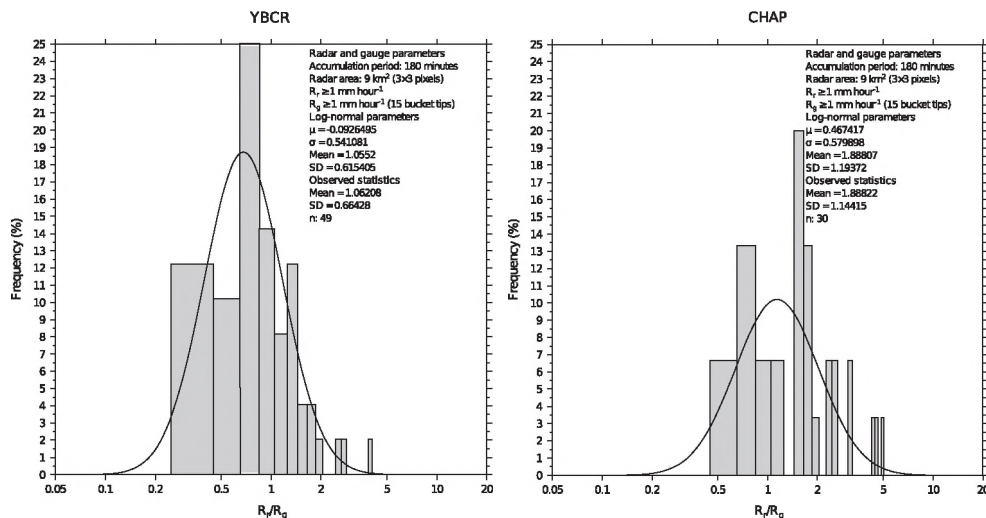 YBCR
25
24
23
22
21
20
19
18
17
16
15
14
13
12
11
10
9
8
7
6
5
4
3
2
1
0
Frequency (%)
Radar and gauge parameters
Accumulation period: 180 minutes
Radar area: 9 km² (3×3 pixels)
Rᵣ ≥1 mm hour⁻¹
R₉ ≥1 mm hour⁻¹ (15 bucket tips)
Log-normal parameters
μ =-0.0926495
σ =0.541081
Mean =1.0552
SD =0.615405
Observed statistics
Mean =1.06208
SD =0.66428
n: 49
0.05 0.1 0.2 0.5 1 2 5 10 20
Rᵣ/R₉
CHAP
25
24
23
22
21
20
19
18
17
16
15
14
13
12
11
10
9
8
7
6
5
4
3
2
1
0
Frequency (%)
Radar and gauge parameters
Accumulation period: 180 minutes
Radar area: 9 km² (3×3 pixels)
Rᵣ ≥1 mm hour⁻¹
R₉ ≥1 mm hour⁻¹ (15 bucket tips)
Log-normal parameters
μ =0.467417
σ =0.579898
Mean =1.88807
SD =1.19372
Observed statistics
Mean =1.88822
SD =1.14415
n: 30
0.05 0.1 0.2 0.5 1 2 5 10 20
Rᵣ/R₉